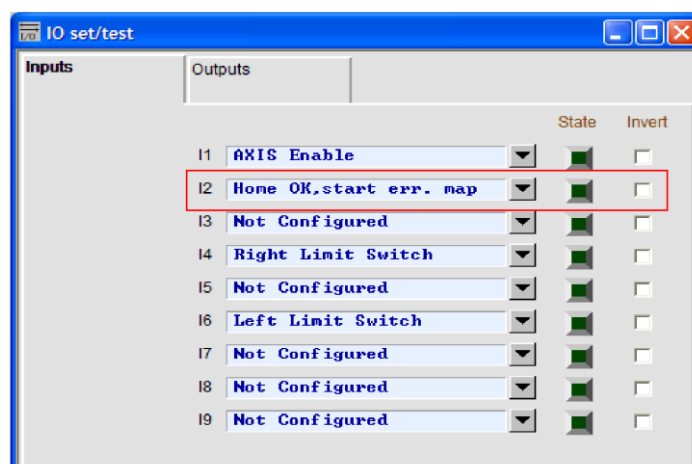 I/O IO set/test
Inputs Outputs
State Invert
I1 AXIS Enable
I2 Home OK,start err. map
I3 Not Configured
I4 Right Limit Switch
I5 Not Configured
I6 Left Limit Switch
I7 Not Configured
I8 Not Configured
I9 Not Configured